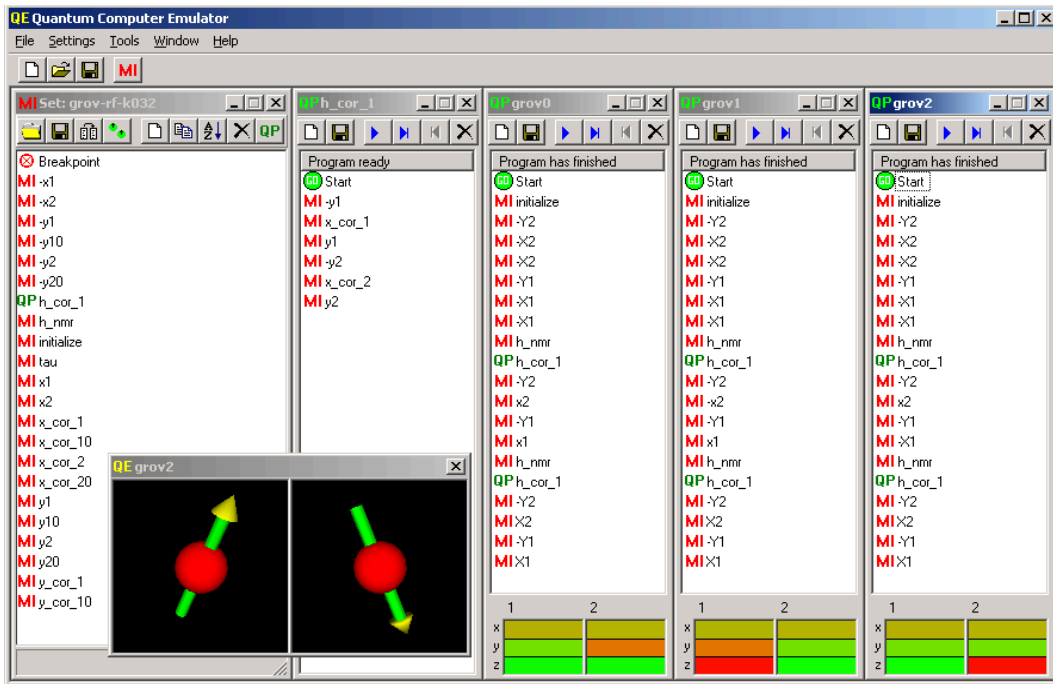 QE Quantum Computer Emulator
File Settings Tools Window Help
MI
MI Set: grov-rf-k032
QP
Breakpoint
MI -x1
MI -x2
MI -y1
MI -y10
MI -y2
MI -y20
QP h_cor_1
MI h_nmr
MI initialize
MI tau
MI x1
MI x2
MI x_cor_1
MI x_cor_10
MI x_cor_2
MI x_cor_20
MI y1
MI y10
MI y2
MI y20
MI y_cor_1
MI y_cor_10
QE grov2
QP h_cor_1
Program ready
GO Start
MI -y1
MI x_cor_1
MI y1
MI -y2
MI x_cor_2
MI y2
QP grov0
Program has finished
GO Start
MI initialize
MI -Y2
MI -X2
MI -X2
MI -Y1
MI -X1
MI -X1
MI h_nmr
QP h_cor_1
MI -Y2
MI x2
MI -Y1
MI x1
MI h_nmr
QP h_cor_1
MI -Y2
MI X2
MI -Y1
MI X1
1 2
x
y
z
QP grov1
Program has finished
GO Start
MI initialize
MI -Y2
MI -X2
MI -X2
MI -Y1
MI -X1
MI -X1
MI h_nmr
QP h_cor_1
MI -Y2
MI -x2
MI -Y1
MI x1
MI h_nmr
QP h_cor_1
MI -Y2
MI X2
MI -Y1
MI X1
1 2
x
y
z
QP grov2
Program has finished
GO Start
MI initialize
MI -Y2
MI -X2
MI -X2
MI -Y1
MI -X1
MI -X1
MI h_nmr
QP h_cor_1
MI -Y2
MI x2
MI -Y1
MI -X1
MI h_nmr
QP h_cor_1
MI -Y2
MI X2
MI -Y1
MI X1
1 2
x
y
z